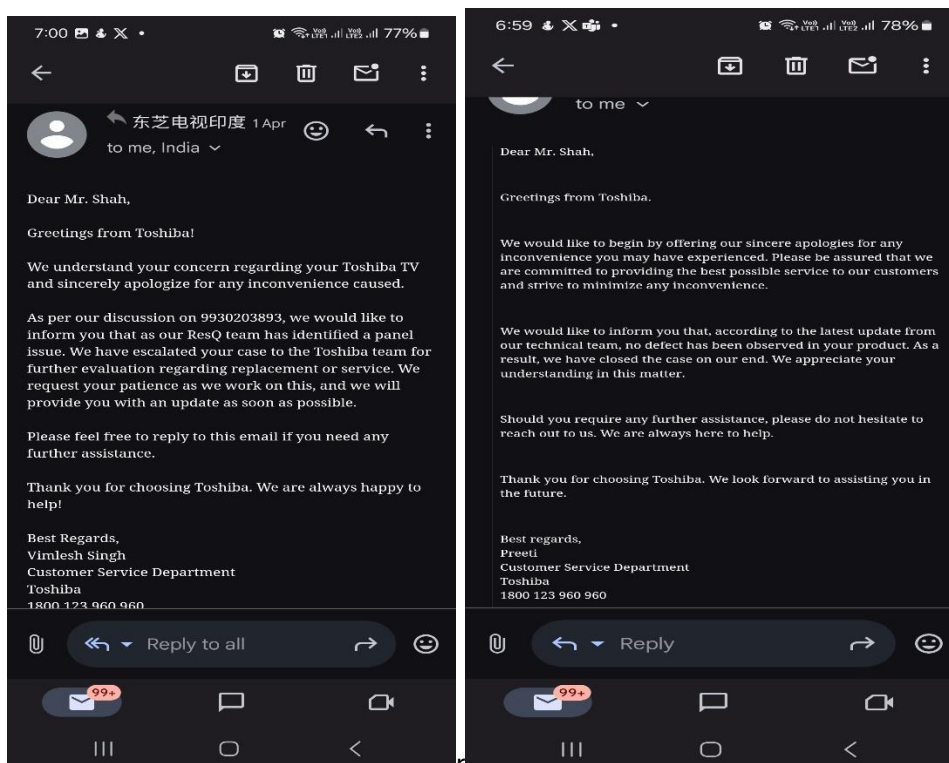 7:00 77%
东芝电视印度 1 Apr
to me, India
Dear Mr. Shah,
Greetings from Toshiba!
We understand your concern regarding your Toshiba TV
and sincerely apologize for any inconvenience caused.
As per our discussion on 9930203893, we would like to
inform you that as our ResQ team has identified a panel
issue. We have escalated your case to the Toshiba team for
further evaluation regarding replacement or service. We
request your patience as we work on this, and we will
provide you with an update as soon as possible.
Please feel free to reply to this email if you need any
further assistance.
Thank you for choosing Toshiba. We are always happy to
help!
Best Regards,
Vimlesh Singh
Customer Service Department
Toshiba
1800 123 960 960
Reply to all
99+
6:59 78%
to me
Dear Mr. Shah,
Greetings from Toshiba.
We would like to begin by offering our sincere apologies for any
inconvenience you may have experienced. Please be assured that we
are committed to providing the best possible service to our customers
and strive to minimize any inconvenience.
We would like to inform you that, according to the latest update from
our technical team, no defect has been observed in your product. As a
result, we have closed the case on our end. We appreciate your
understanding in this matter.
Should you require any further assistance, please do not hesitate to
reach out to us. We are always here to help.
Thank you for choosing Toshiba. We look forward to assisting you in
the future.
Best regards,
Preeti
Customer Service Department
Toshiba
1800 123 960 960
Reply
99+